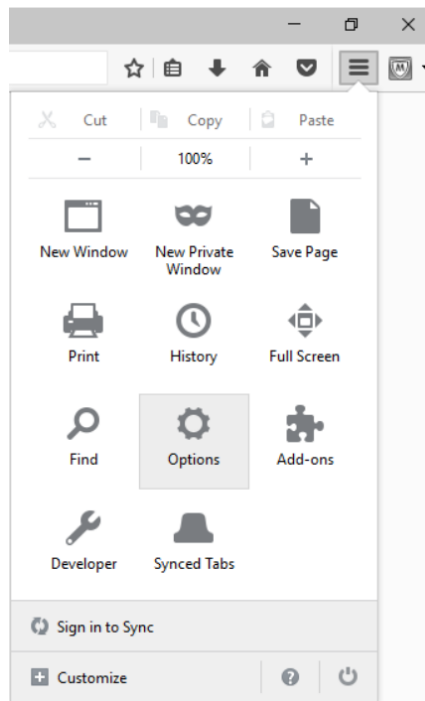 Cut Copy Paste
− 100% +
New Window New Private Window Save Page
Print History Full Screen
Find Options Add-ons
Developer Synced Tabs
Sign in to Sync
Customize